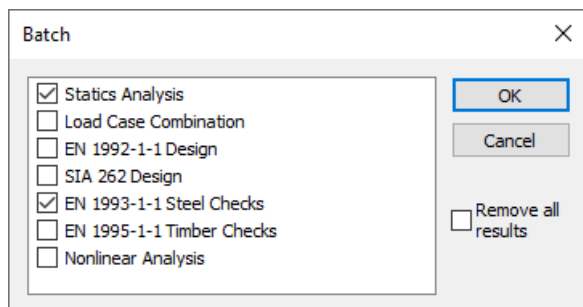 Batch
Statics Analysis
Load Case Combination
EN 1992-1-1 Design
SIA 262 Design
EN 1993-1-1 Steel Checks
EN 1995-1-1 Timber Checks
Nonlinear Analysis
OK
Cancel
Remove all
results